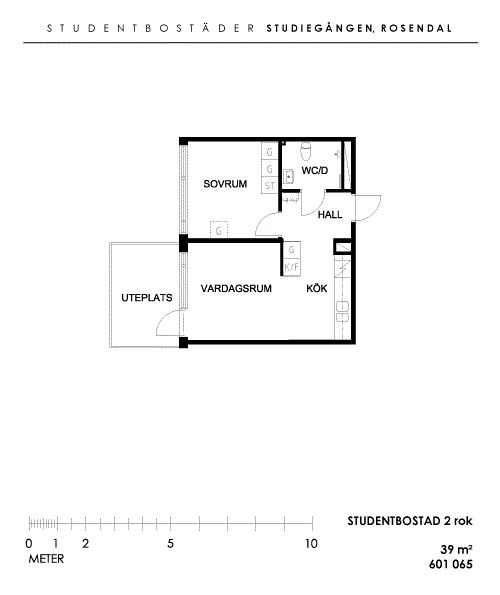 STUDENTBOSTÄDER STUDIEGÅNGEN, ROSENDAL
G
G
ST
WC/D
SOVRUM
HALL
G
G
K/F
UTEPLATS
VARDAGSRUM
KÖK
0 1 2 5 10
METER
STUDENTBOSTAD 2 rok
39 m²
601 065